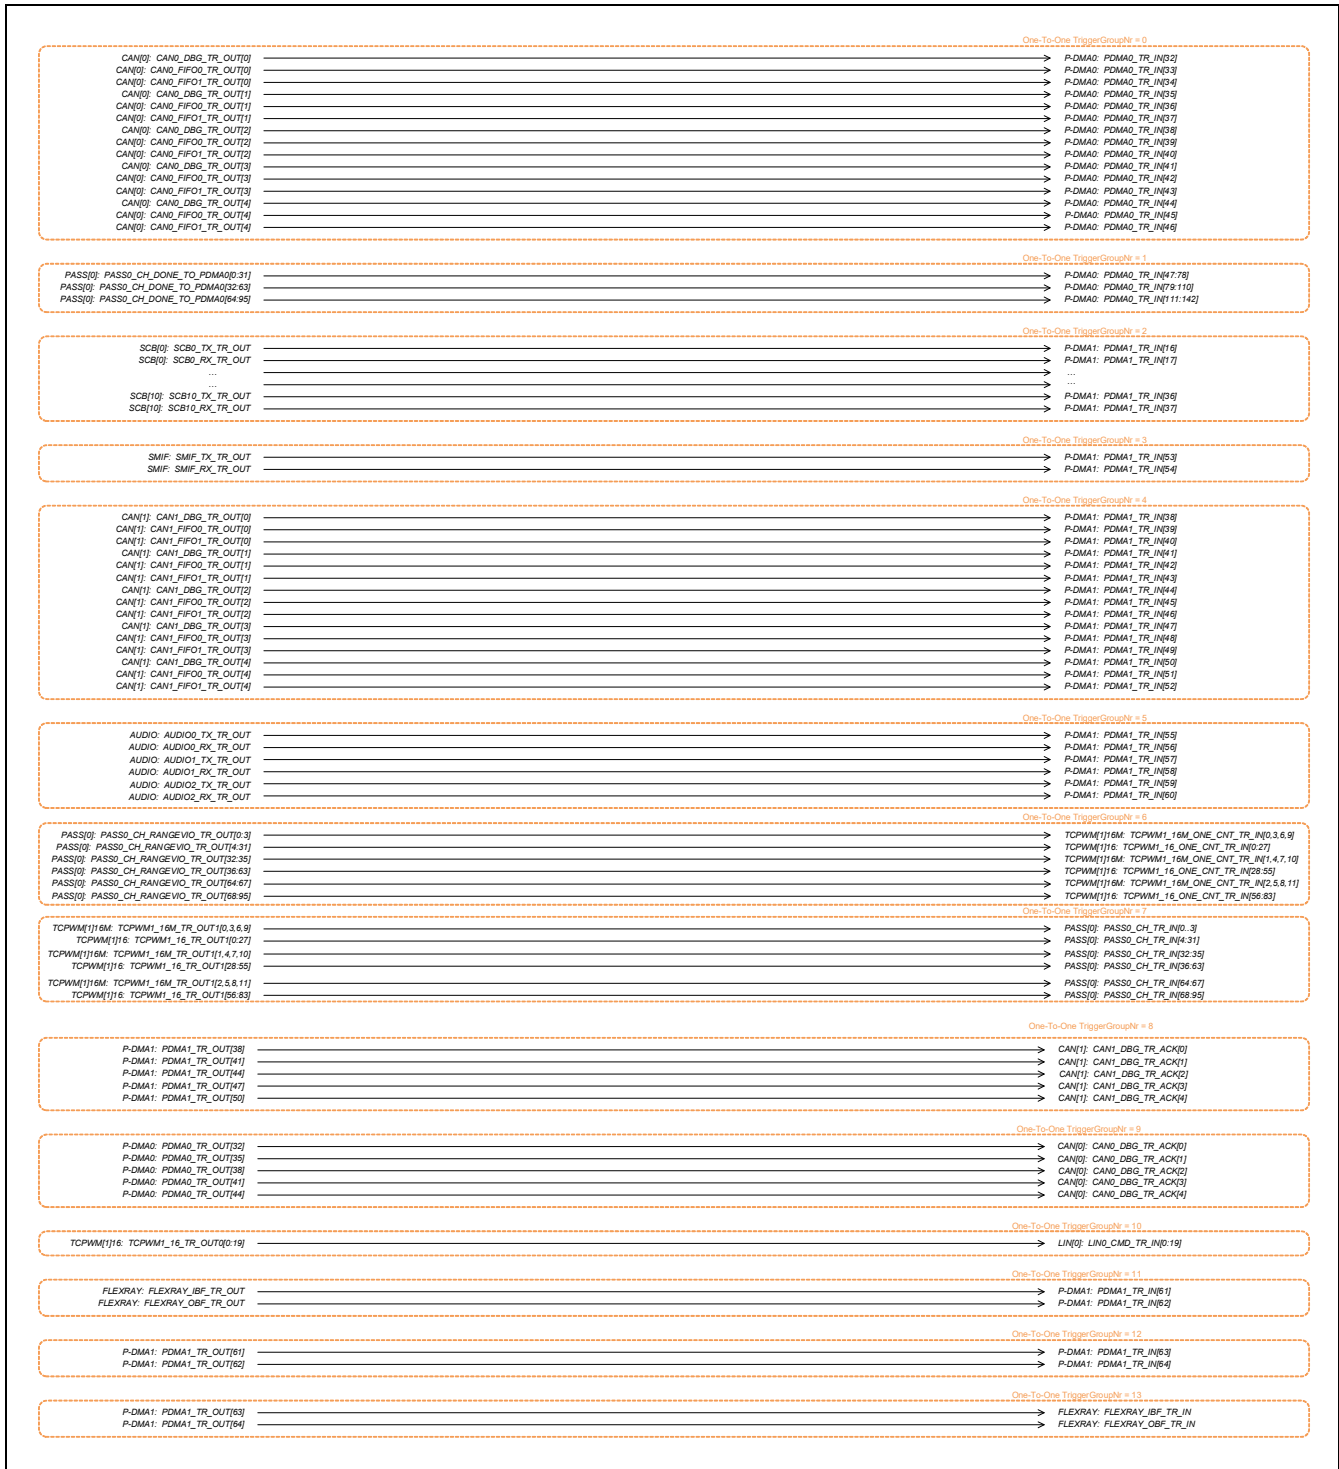 One-To-One TriggerGroupNr = 0
CAN[0]: CAN0_DBG_TR_OUT[0] P-DMA0: PDMA0_TR_IN[32]
CAN[0]: CAN0_FIFO0_TR_OUT[0] P-DMA0: PDMA0_TR_IN[33]
CAN[0]: CAN0_FIFO1_TR_OUT[0] P-DMA0: PDMA0_TR_IN[34]
CAN[0]: CAN0_DBG_TR_OUT[1] P-DMA0: PDMA0_TR_IN[35]
CAN[0]: CAN0_FIFO0_TR_OUT[1] P-DMA0: PDMA0_TR_IN[36]
CAN[0]: CAN0_FIFO1_TR_OUT[1] P-DMA0: PDMA0_TR_IN[37]
CAN[0]: CAN0_DBG_TR_OUT[2] P-DMA0: PDMA0_TR_IN[38]
CAN[0]: CAN0_FIFO0_TR_OUT[2] P-DMA0: PDMA0_TR_IN[39]
CAN[0]: CAN0_FIFO1_TR_OUT[2] P-DMA0: PDMA0_TR_IN[40]
CAN[0]: CAN0_DBG_TR_OUT[3] P-DMA0: PDMA0_TR_IN[41]
CAN[0]: CAN0_FIFO0_TR_OUT[3] P-DMA0: PDMA0_TR_IN[42]
CAN[0]: CAN0_FIFO1_TR_OUT[3] P-DMA0: PDMA0_TR_IN[43]
CAN[0]: CAN0_DBG_TR_OUT[4] P-DMA0: PDMA0_TR_IN[44]
CAN[0]: CAN0_FIFO0_TR_OUT[4] P-DMA0: PDMA0_TR_IN[45]
CAN[0]: CAN0_FIFO1_TR_OUT[4] P-DMA0: PDMA0_TR_IN[46]
One-To-One TriggerGroupNr = 1
PASS[0]: PASS0_CH_DONE_TO_PDMA0[0:31] P-DMA0: PDMA0_TR_IN[47:78]
PASS[0]: PASS0_CH_DONE_TO_PDMA0[32:63] P-DMA0: PDMA0_TR_IN[79:110]
PASS[0]: PASS0_CH_DONE_TO_PDMA0[64:95] P-DMA0: PDMA0_TR_IN[111:142]
One-To-One TriggerGroupNr = 2
SCB[0]: SCB0_TX_TR_OUT P-DMA1: PDMA1_TR_IN[16]
SCB[0]: SCB0_RX_TR_OUT P-DMA1: PDMA1_TR_IN[17]
... ...
... ...
SCB[10]: SCB10_TX_TR_OUT P-DMA1: PDMA1_TR_IN[36]
SCB[10]: SCB10_RX_TR_OUT P-DMA1: PDMA1_TR_IN[37]
One-To-One TriggerGroupNr = 3
SMIF: SMIF_TX_TR_OUT P-DMA1: PDMA1_TR_IN[53]
SMIF: SMIF_RX_TR_OUT P-DMA1: PDMA1_TR_IN[54]
One-To-One TriggerGroupNr = 4
CAN[1]: CAN1_DBG_TR_OUT[0] P-DMA1: PDMA1_TR_IN[38]
CAN[1]: CAN1_FIFO0_TR_OUT[0] P-DMA1: PDMA1_TR_IN[39]
CAN[1]: CAN1_FIFO1_TR_OUT[0] P-DMA1: PDMA1_TR_IN[40]
CAN[1]: CAN1_DBG_TR_OUT[1] P-DMA1: PDMA1_TR_IN[41]
CAN[1]: CAN1_FIFO0_TR_OUT[1] P-DMA1: PDMA1_TR_IN[42]
CAN[1]: CAN1_FIFO1_TR_OUT[1] P-DMA1: PDMA1_TR_IN[43]
CAN[1]: CAN1_DBG_TR_OUT[2] P-DMA1: PDMA1_TR_IN[44]
CAN[1]: CAN1_FIFO0_TR_OUT[2] P-DMA1: PDMA1_TR_IN[45]
CAN[1]: CAN1_FIFO1_TR_OUT[2] P-DMA1: PDMA1_TR_IN[46]
CAN[1]: CAN1_DBG_TR_OUT[3] P-DMA1: PDMA1_TR_IN[47]
CAN[1]: CAN1_FIFO0_TR_OUT[3] P-DMA1: PDMA1_TR_IN[48]
CAN[1]: CAN1_FIFO1_TR_OUT[3] P-DMA1: PDMA1_TR_IN[49]
CAN[1]: CAN1_DBG_TR_OUT[4] P-DMA1: PDMA1_TR_IN[50]
CAN[1]: CAN1_FIFO0_TR_OUT[4] P-DMA1: PDMA1_TR_IN[51]
CAN[1]: CAN1_FIFO1_TR_OUT[4] P-DMA1: PDMA1_TR_IN[52]
One-To-One TriggerGroupNr = 5
AUDIO: AUDIO0_TX_TR_OUT P-DMA1: PDMA1_TR_IN[55]
AUDIO: AUDIO0_RX_TR_OUT P-DMA1: PDMA1_TR_IN[56]
AUDIO: AUDIO1_TX_TR_OUT P-DMA1: PDMA1_TR_IN[57]
AUDIO: AUDIO1_RX_TR_OUT P-DMA1: PDMA1_TR_IN[58]
AUDIO: AUDIO2_TX_TR_OUT P-DMA1: PDMA1_TR_IN[59]
AUDIO: AUDIO2_RX_TR_OUT P-DMA1: PDMA1_TR_IN[60]
One-To-One TriggerGroupNr = 6
PASS[0]: PASS0_CH_RANGEVIO_TR_OUT[0:3] TCPWM[1]16M: TCPWM1_16M_ONE_CNT_TR_IN[0,3,6,9]
PASS[0]: PASS0_CH_RANGEVIO_TR_OUT[4:31] TCPWM[1]16: TCPWM1_16_ONE_CNT_TR_IN[0:27]
PASS[0]: PASS0_CH_RANGEVIO_TR_OUT[32:35] TCPWM[1]16M: TCPWM1_16M_ONE_CNT_TR_IN[1,4,7,10]
PASS[0]: PASS0_CH_RANGEVIO_TR_OUT[36:63] TCPWM[1]16: TCPWM1_16_ONE_CNT_TR_IN[28:55]
PASS[0]: PASS0_CH_RANGEVIO_TR_OUT[64:67] TCPWM[1]16M: TCPWM1_16M_ONE_CNT_TR_IN[2,5,8,11]
PASS[0]: PASS0_CH_RANGEVIO_TR_OUT[68:95] TCPWM[1]16: TCPWM1_16_ONE_CNT_TR_IN[56:83]
One-To-One TriggerGroupNr = 7
TCPWM[1]16M: TCPWM1_16M_TR_OUT1[0,3,6,9] PASS[0]: PASS0_CH_TR_IN[0..3]
TCPWM[1]16: TCPWM1_16_TR_OUT1[0:27] PASS[0]: PASS0_CH_TR_IN[4:31]
TCPWM[1]16M: TCPWM1_16M_TR_OUT1[1,4,7,10] PASS[0]: PASS0_CH_TR_IN[32:35]
TCPWM[1]16: TCPWM1_16_TR_OUT1[28:55] PASS[0]: PASS0_CH_TR_IN[36:63]
TCPWM[1]16M: TCPWM1_16M_TR_OUT1[2,5,8,11] PASS[0]: PASS0_CH_TR_IN[64:67]
TCPWM[1]16: TCPWM1_16_TR_OUT1[56:83] PASS[0]: PASS0_CH_TR_IN[68:95]
One-To-One TriggerGroupNr = 8
P-DMA1: PDMA1_TR_OUT[38] CAN[1]: CAN1_DBG_TR_ACK[0]
P-DMA1: PDMA1_TR_OUT[41] CAN[1]: CAN1_DBG_TR_ACK[1]
P-DMA1: PDMA1_TR_OUT[44] CAN[1]: CAN1_DBG_TR_ACK[2]
P-DMA1: PDMA1_TR_OUT[47] CAN[1]: CAN1_DBG_TR_ACK[3]
P-DMA1: PDMA1_TR_OUT[50] CAN[1]: CAN1_DBG_TR_ACK[4]
One-To-One TriggerGroupNr = 9
P-DMA0: PDMA0_TR_OUT[32] CAN[0]: CAN0_DBG_TR_ACK[0]
P-DMA0: PDMA0_TR_OUT[35] CAN[0]: CAN0_DBG_TR_ACK[1]
P-DMA0: PDMA0_TR_OUT[38] CAN[0]: CAN0_DBG_TR_ACK[2]
P-DMA0: PDMA0_TR_OUT[41] CAN[0]: CAN0_DBG_TR_ACK[3]
P-DMA0: PDMA0_TR_OUT[44] CAN[0]: CAN0_DBG_TR_ACK[4]
One-To-One TriggerGroupNr = 10
TCPWM[1]16: TCPWM1_16_TR_OUT0[0:19] LIN[0]: LIN0_CMD_TR_IN[0:19]
One-To-One TriggerGroupNr = 11
FLEXRAY: FLEXRAY_IBF_TR_OUT P-DMA1: PDMA1_TR_IN[61]
FLEXRAY: FLEXRAY_OBF_TR_OUT P-DMA1: PDMA1_TR_IN[62]
One-To-One TriggerGroupNr = 12
P-DMA1: PDMA1_TR_OUT[61] P-DMA1: PDMA1_TR_IN[63]
P-DMA1: PDMA1_TR_OUT[62] P-DMA1: PDMA1_TR_IN[64]
One-To-One TriggerGroupNr = 13
P-DMA1: PDMA1_TR_OUT[63] FLEXRAY: FLEXRAY_IBF_TR_IN
P-DMA1: PDMA1_TR_OUT[64] FLEXRAY: FLEXRAY_OBF_TR_IN